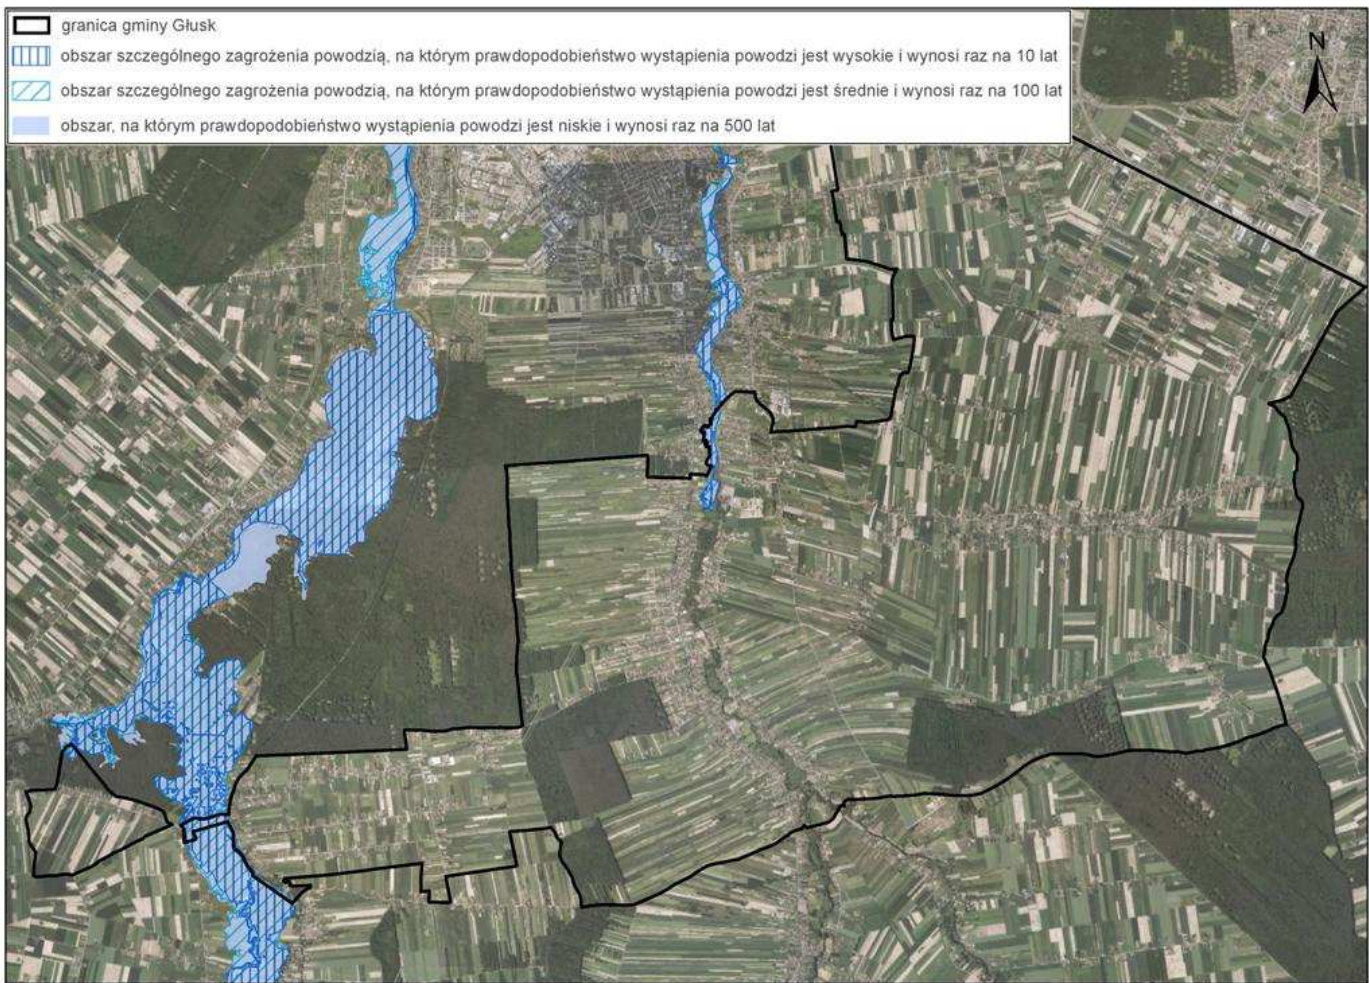 granica gminy Głusk
obszar szczególnego zagrożenia powodzią, na którym prawdopodobieństwo wystąpienia powodzi jest wysokie i wynosi raz na 10 lat
obszar szczególnego zagrożenia powodzią, na którym prawdopodobieństwo wystąpienia powodzi jest średnie i wynosi raz na 100 lat
obszar, na którym prawdopodobieństwo wystąpienia powodzi jest niskie i wynosi raz na 500 lat
N